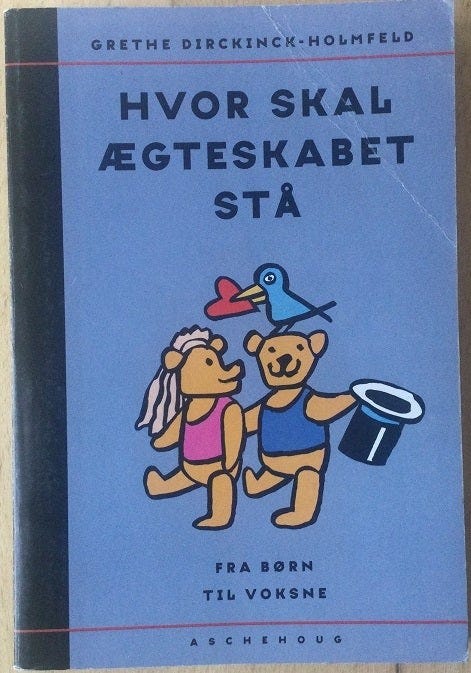 GRETHE DIRCKINCK-HOLMFELD
HVOR SKAL
ÆGTESKABET
STÅ
FRA BØRN
TIL VOKSNE
ASCHEHOUG